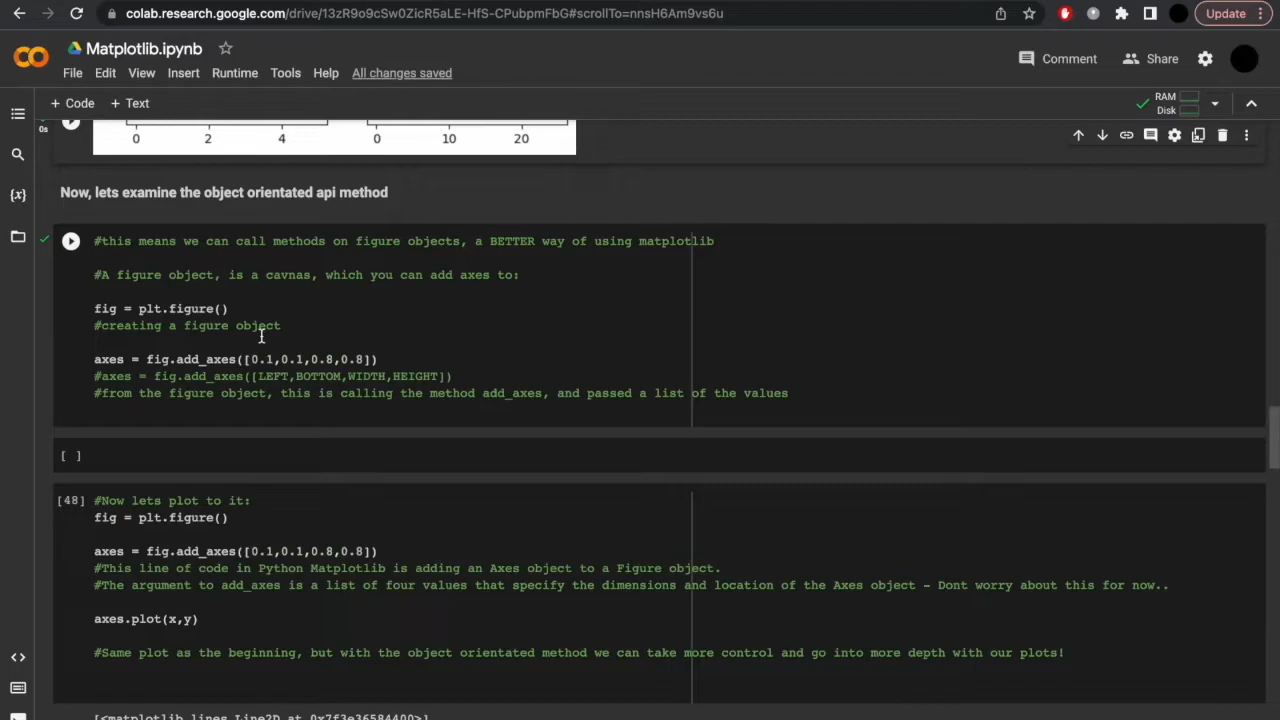 colab.research.google.com/drive/13zR9o9cSw0ZicR5aLE-HfS-CPubpmFbG#scrollTo=nnsH6Am9vs6u
Update
Matplotlib.ipynb
File Edit View Insert Runtime Tools Help All changes saved
Comment
Share
+ Code + Text
RAM
Disk
0s
0 2 4 0 10 20
Now, lets examine the object orientated api method
#this means we can call methods on figure objects, a BETTER way of using matplotlib
#A figure object, is a cavnas, which you can add axes to:
fig = plt.figure()
#creating a figure object
axes = fig.add_axes([0.1,0.1,0.8,0.8])
#axes = fig.add_axes([LEFT,BOTTOM,WIDTH,HEIGHT])
#from the figure object, this is calling the method add_axes, and passed a list of the values
[ ]
[48] #Now lets plot to it:
fig = plt.figure()
axes = fig.add_axes([0.1,0.1,0.8,0.8])
#This line of code in Python Matplotlib is adding an Axes object to a Figure object.
#The argument to add_axes is a list of four values that specify the dimensions and location of the Axes object - Dont worry about this for now..
axes.plot(x,y)
#Same plot as the beginning, but with the object orientated method we can take more control and go into more depth with our plots!
[<matplotlib.lines.Line2D at 0x7f3e36584400>]